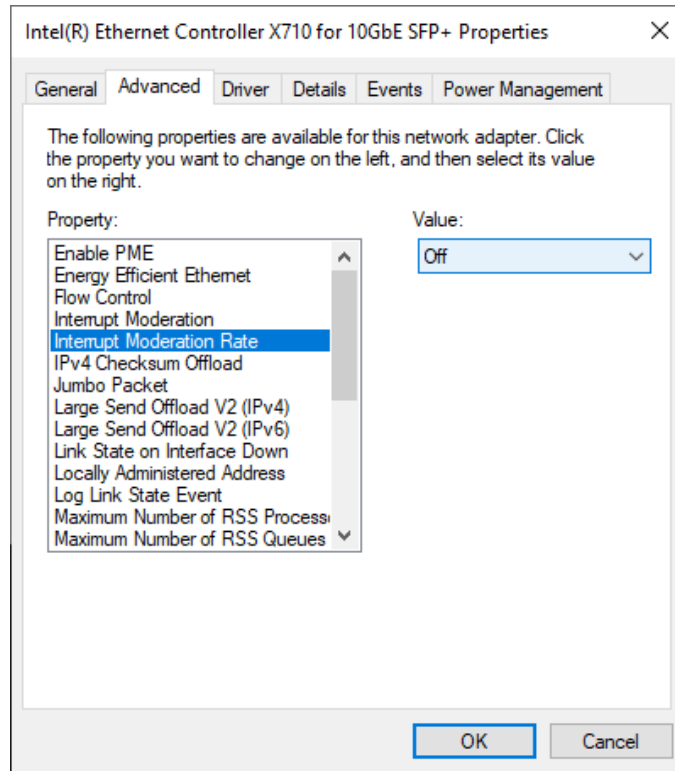 Intel(R) Ethernet Controller X710 for 10GbE SFP+ Properties
General Advanced Driver Details Events Power Management
The following properties are available for this network adapter. Click
the property you want to change on the left, and then select its value
on the right.
Property:
Value:
Enable PME
Energy Efficient Ethernet
Flow Control
Interrupt Moderation
Interrupt Moderation Rate
IPv4 Checksum Offload
Jumbo Packet
Large Send Offload V2 (IPv4)
Large Send Offload V2 (IPv6)
Link State on Interface Down
Locally Administered Address
Log Link State Event
Maximum Number of RSS Process
Maximum Number of RSS Queues
Off
OK Cancel